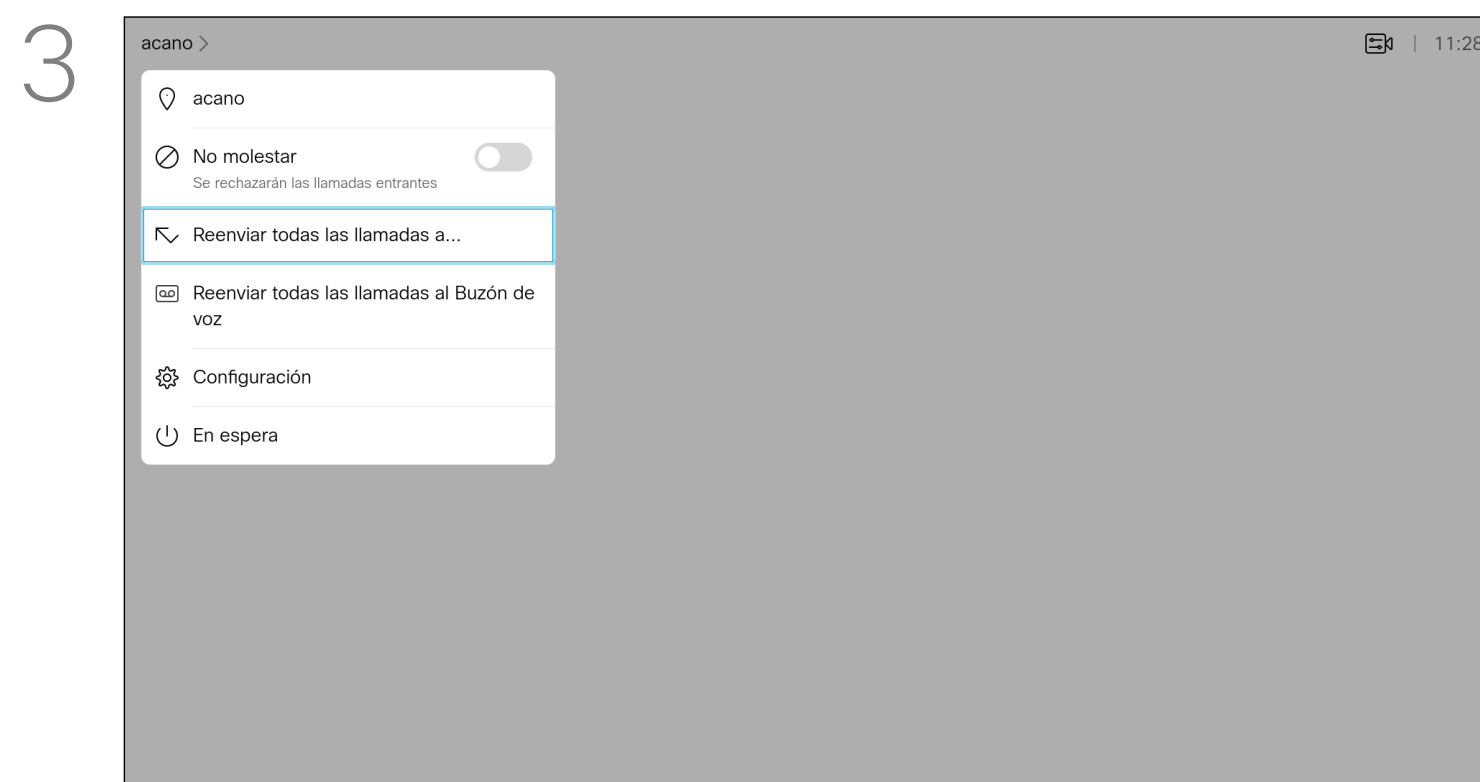 3
acano
11:28
acano
No molestar
Se rechazarán las llamadas entrantes
Reenviar todas las llamadas a...
Reenviar todas las llamadas al Buzón de
voz
Configuración
En espera